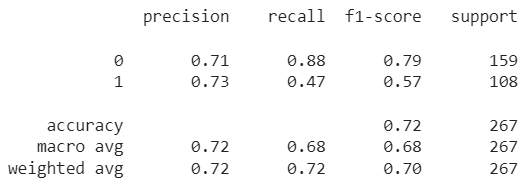 precision recall f1-score support
0 0.71 0.88 0.79 159
1 0.73 0.47 0.57 108
accuracy 0.72 267
macro avg 0.72 0.68 0.68 267
weighted avg 0.72 0.72 0.70 267